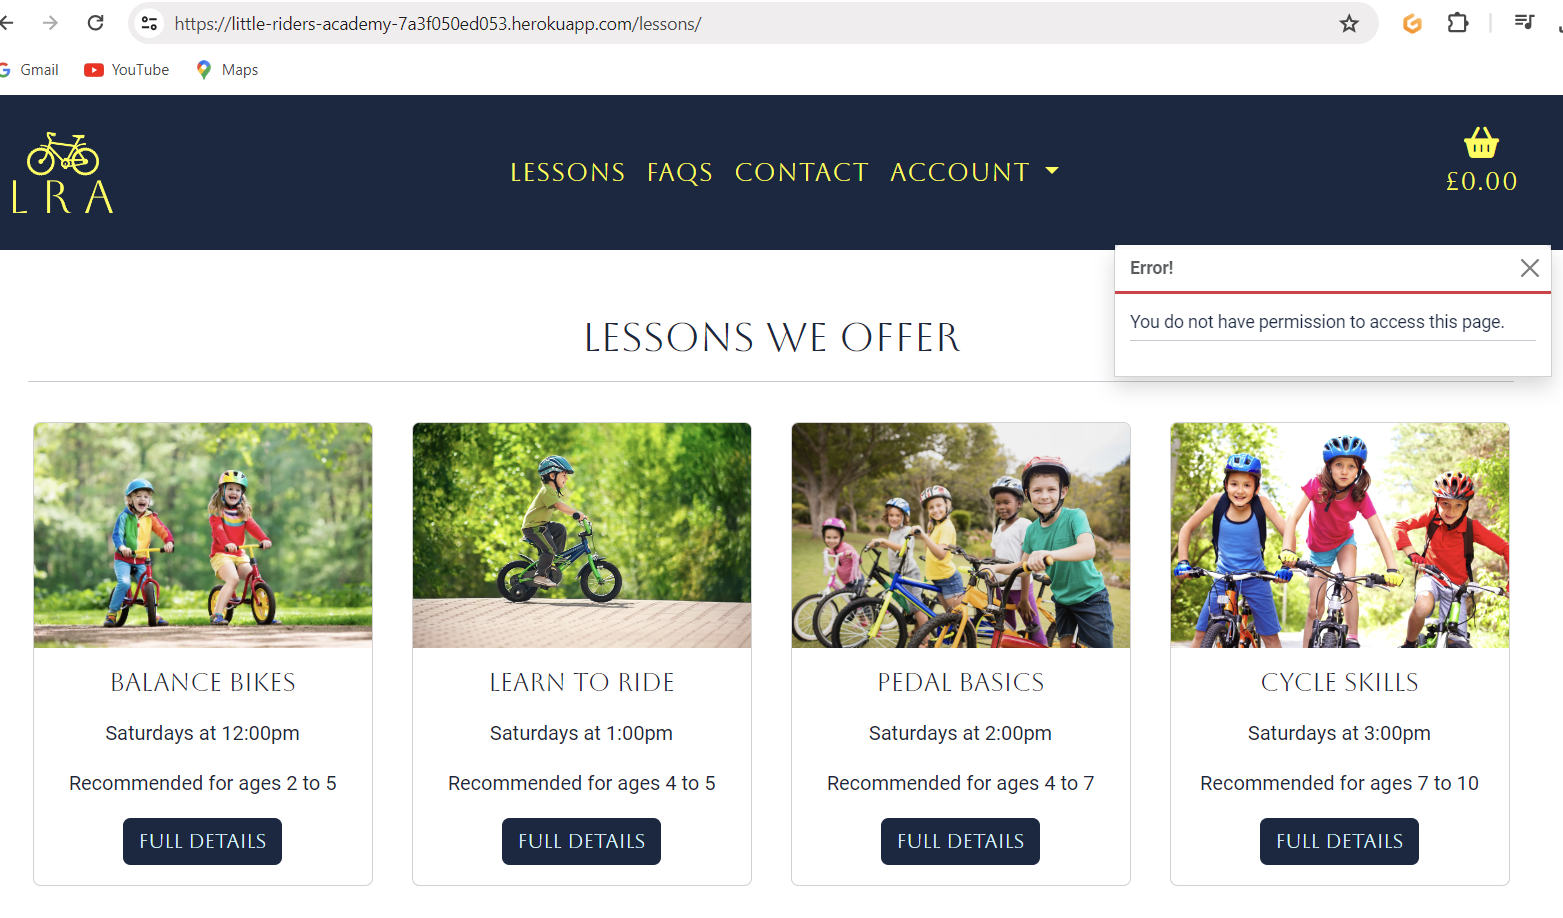 https://little-riders-academy-7a3f050ed053.herokuapp.com/lessons/
Gmail YouTube Maps
LRA
LESSONS FAQS CONTACT ACCOUNT
£0.00
Error!
You do not have permission to access this page.
LESSONS WE OFFER
BALANCE BIKES
Saturdays at 12:00pm
Recommended for ages 2 to 5
FULL DETAILS
LEARN TO RIDE
Saturdays at 1:00pm
Recommended for ages 4 to 5
FULL DETAILS
PEDAL BASICS
Saturdays at 2:00pm
Recommended for ages 4 to 7
FULL DETAILS
CYCLE SKILLS
Saturdays at 3:00pm
Recommended for ages 7 to 10
FULL DETAILS